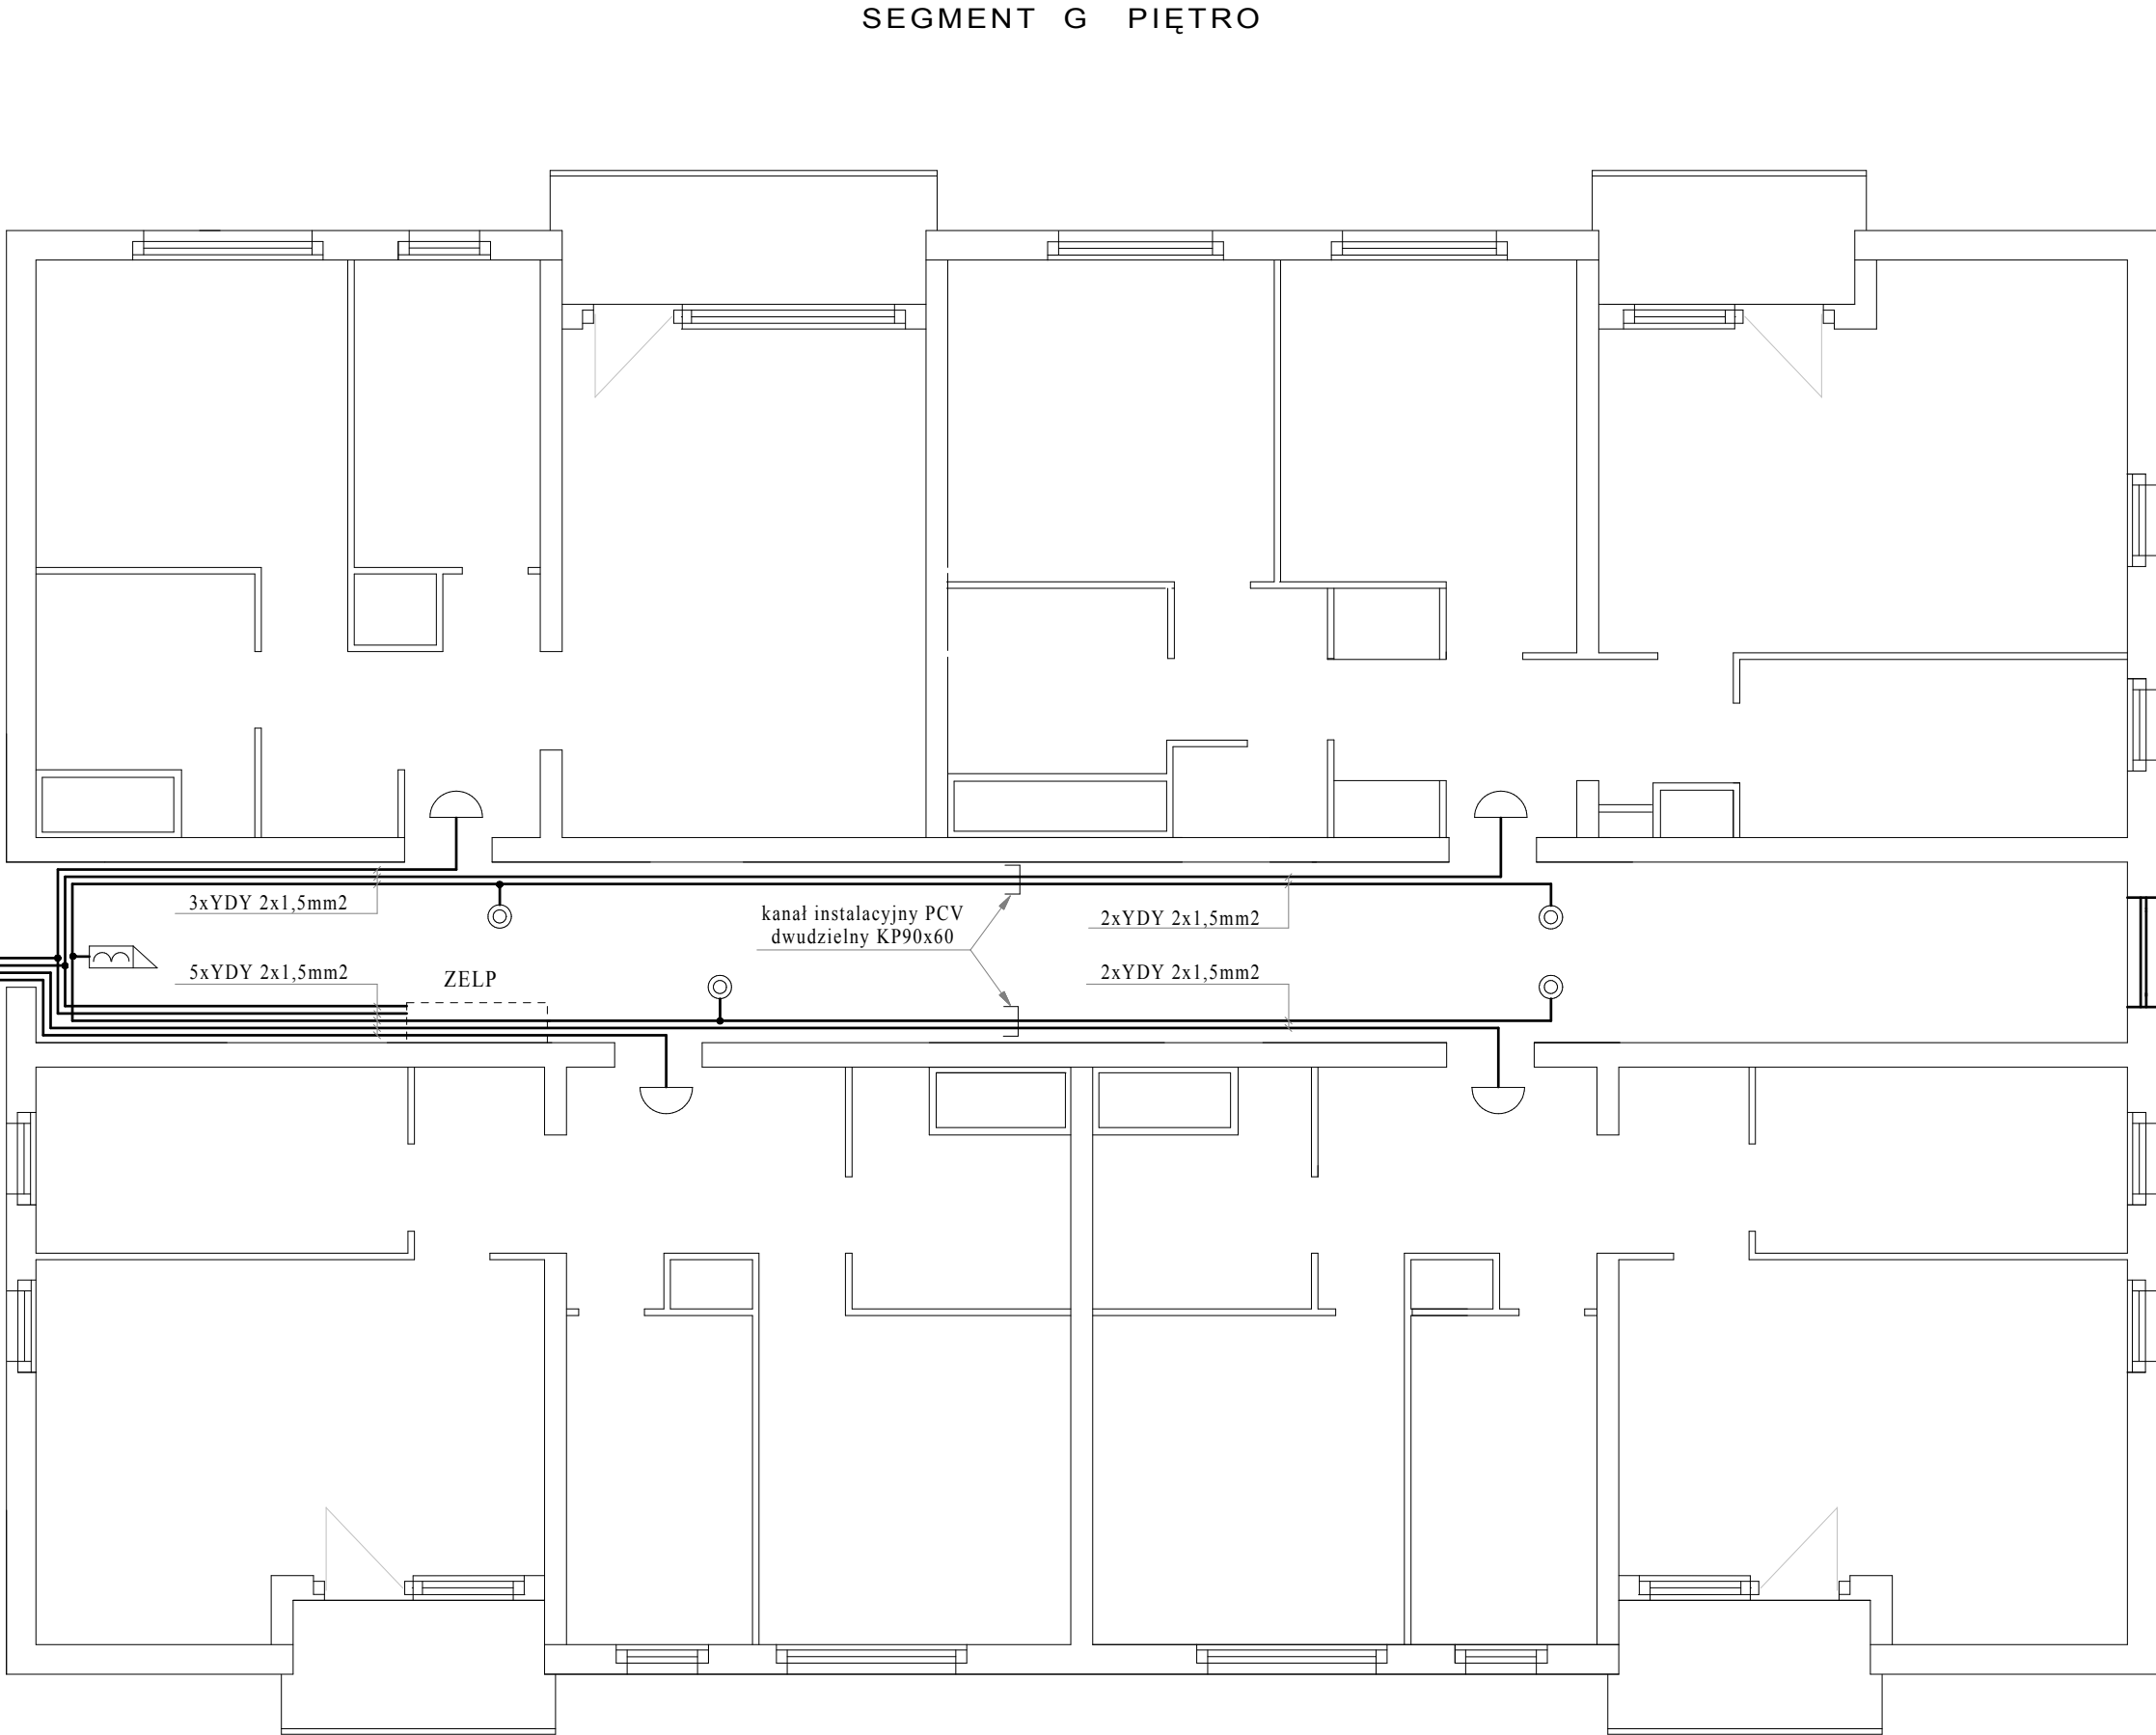 SEGMENT G PIĘTRO
3xYDY 2x1,5mm2
kanał instalacyjny PCV
dwudzielny KP90x60
2xYDY 2x1,5mm2
5xYDY 2x1,5mm2
ZELP
2xYDY 2x1,5mm2